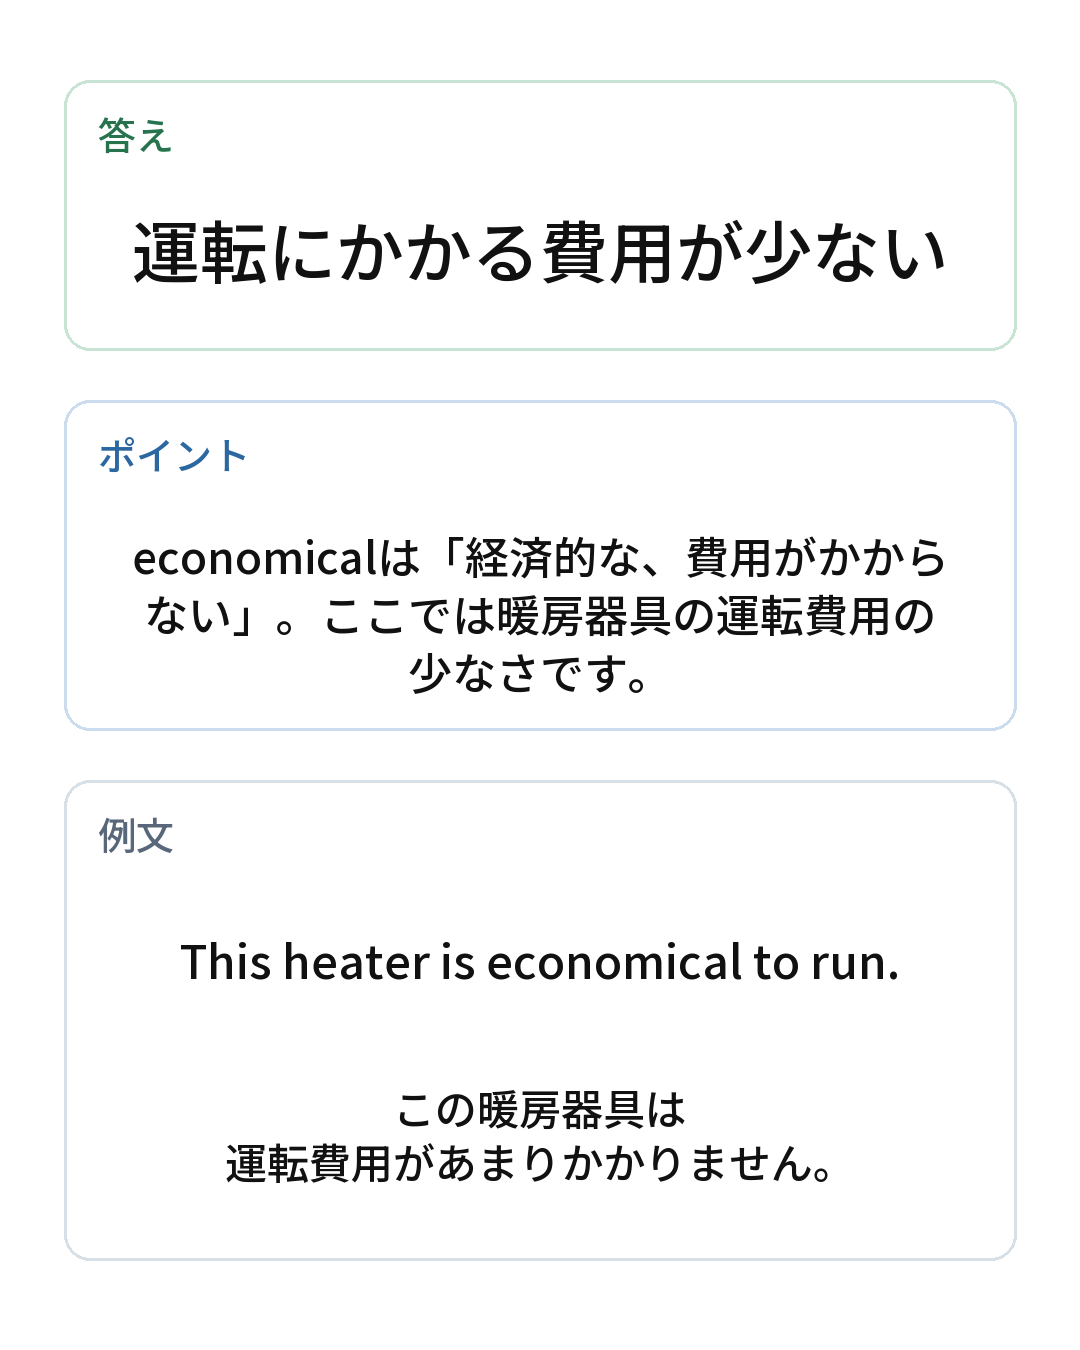 答え
運転にかかる費用が少ない
ポイント
economicalは「経済的な、費用がかから
ない」。ここでは暖房器具の運転費用の
少なさです。
例文
This heater is economical to run.
この暖房器具は
運転費用があまりかかりません。